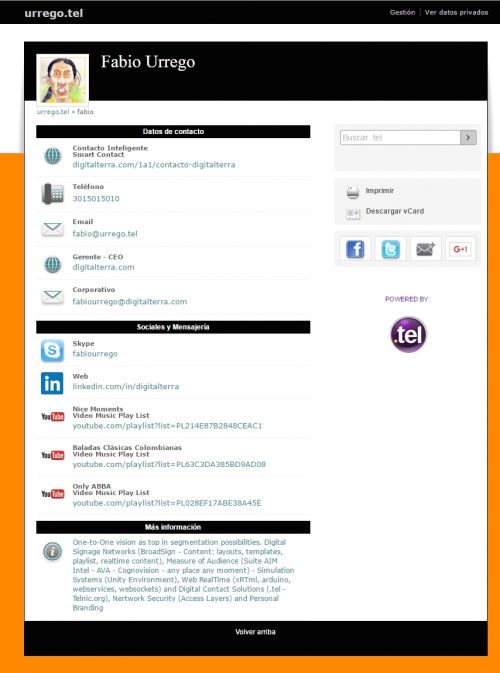 urrego.tel
Gestión | Ver datos privados
Fabio Urrego
urrego.tel » fabio
Datos de contacto
Contacto Inteligente
Smart Contact
digitalterra.com/1a1/contacto-digitalterra
Teléfono
3015015010
Email
fabio@urrego.tel
Gerente - CEO
digitalterra.com
Corporativo
fabiourrego@digitalterra.com
Sociales y Mensajería
Skype
fabiourrego
Web
linkedin.com/in/digitalterra
Nice Moments
Video Music Play List
youtube.com/playlist?list=PL214E87B2848CEAC1
Baladas Clásicas Colombianas
Video Music Play List
youtube.com/playlist?list=PL63C3DA385BD9AD08
Only ABBA
Video Music Play List
youtube.com/playlist?list=PL028EF17ABE38A45E
Más información
One-to-One vision as top in segmentation possibilities. Digital
Signage Networks (BroadSign - Content: layouts, templates,
playlist, realtime content), Measure of Audience (Suite AIM
Intel - AVA - Cognovision - any place any moment) - Simulation
Systems (Unity Environment), Web RealTime (xRTml, arduino,
webservices, websockets) and Digital Contact Solutions (.tel -
Telnic.org), Nertwork Security (Access Layers) and Personal
Branding
Buscar .tel
Imprimir
Descargar vCard
G+1
POWERED BY:
.tel
Volver arriba